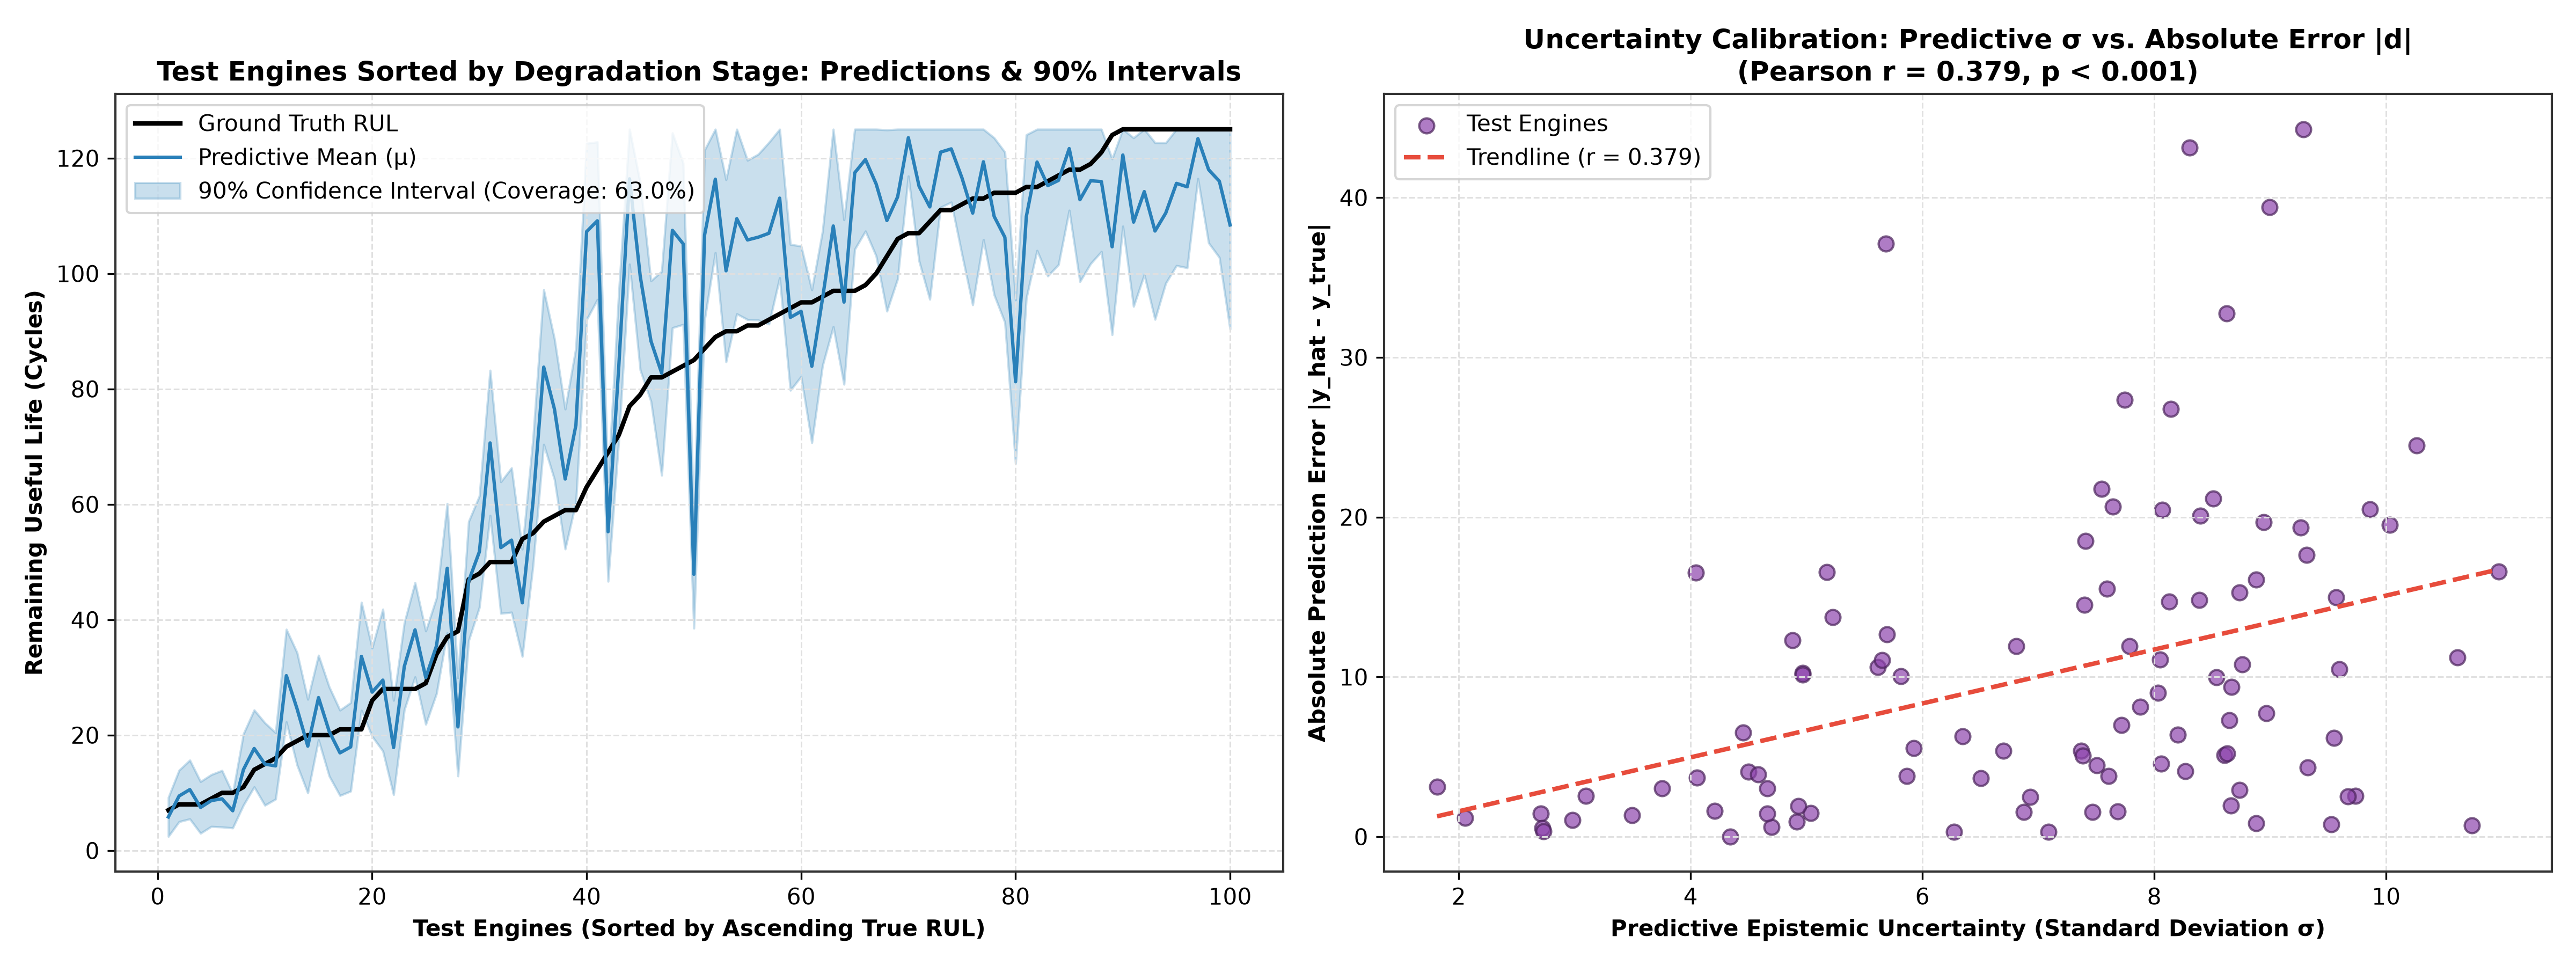 Test Engines Sorted by Degradation Stage: Predictions & 90% Intervals
Ground Truth RUL
Predictive Mean (μ)
90% Confidence Interval (Coverage: 63.0%)
Remaining Useful Life (Cycles)
120
100
80
60
40
20
0
0 20 40 60 80 100
Test Engines (Sorted by Ascending True RUL)
Uncertainty Calibration: Predictive σ vs. Absolute Error |d|
(Pearson r = 0.379, p < 0.001)
Test Engines
Trendline (r = 0.379)
Absolute Prediction Error |y_hat - y_true|
40
30
20
10
0
2 4 6 8 10
Predictive Epistemic Uncertainty (Standard Deviation σ)